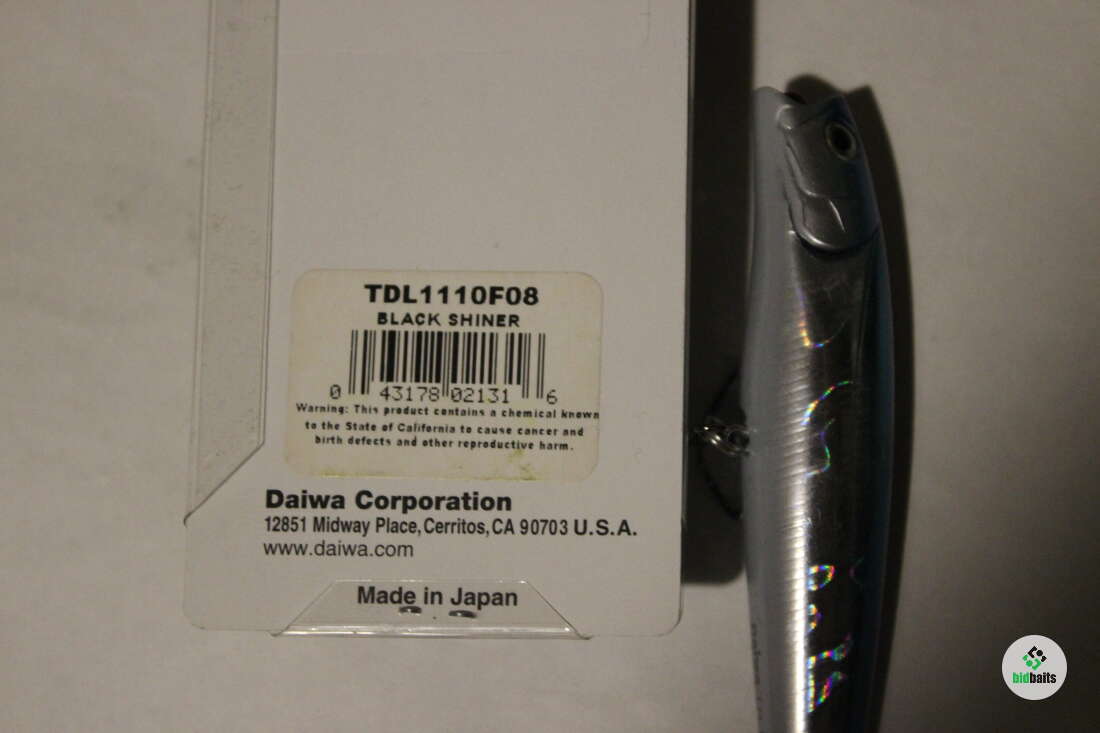 TDL1110F08
BLACK SHINER
0 43178 02131 6
Warning: This product contains a chemical known
to the State of California to cause cancer and
birth defects and other reproductive harm.
Daiwa Corporation
12851 Midway Place, Cerritos, CA 90703 U.S.A.
www.daiwa.com
Made in Japan
bidbaits